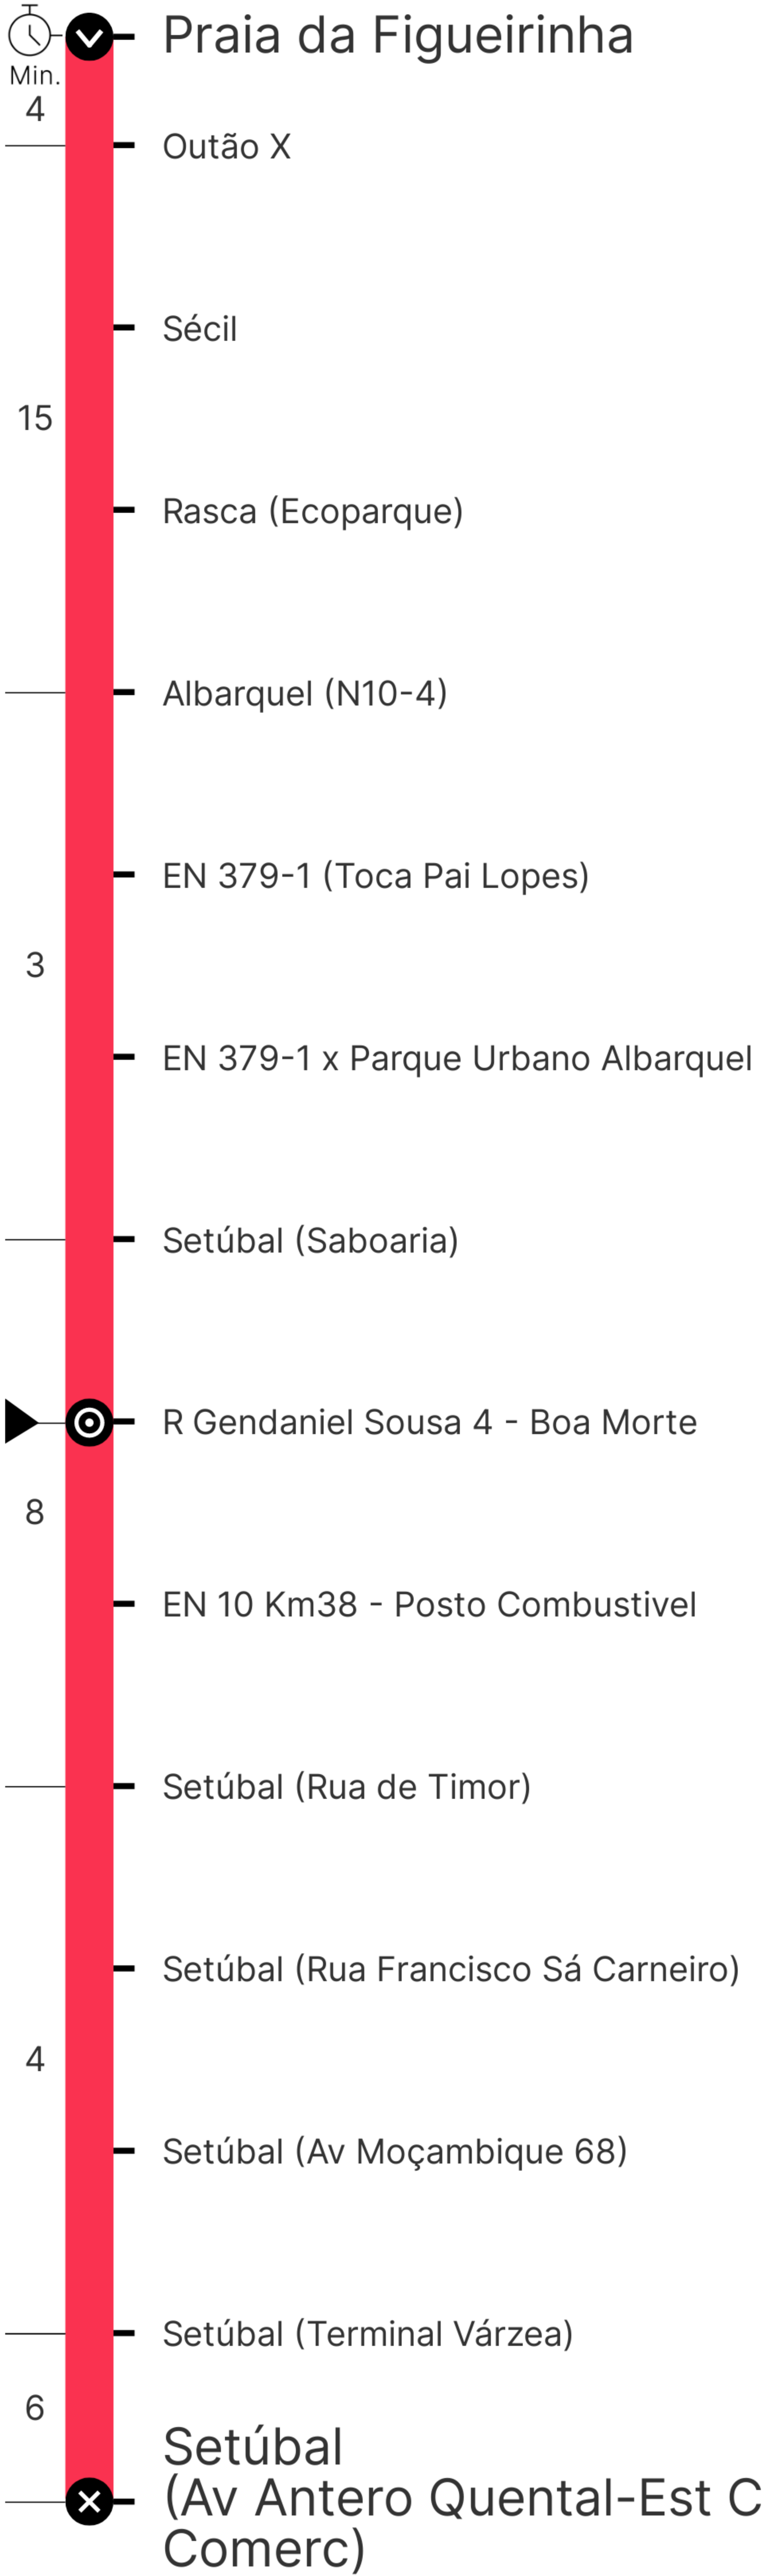 Praia da Figueirinha
Min.
4
Outão X
Sécil
15
Rasca (Ecoparque)
Albarquel (N10-4)
EN 379-1 (Toca Pai Lopes)
3
EN 379-1 x Parque Urbano Albarquel
Setúbal (Saboaria)
R Gendaniel Sousa 4 - Boa Morte
8
EN 10 Km38 - Posto Combustivel
Setúbal (Rua de Timor)
Setúbal (Rua Francisco Sá Carneiro)
4
Setúbal (Av Moçambique 68)
Setúbal (Terminal Várzea)
6
Setúbal
(Av Antero Quental-Est C
Comerc)